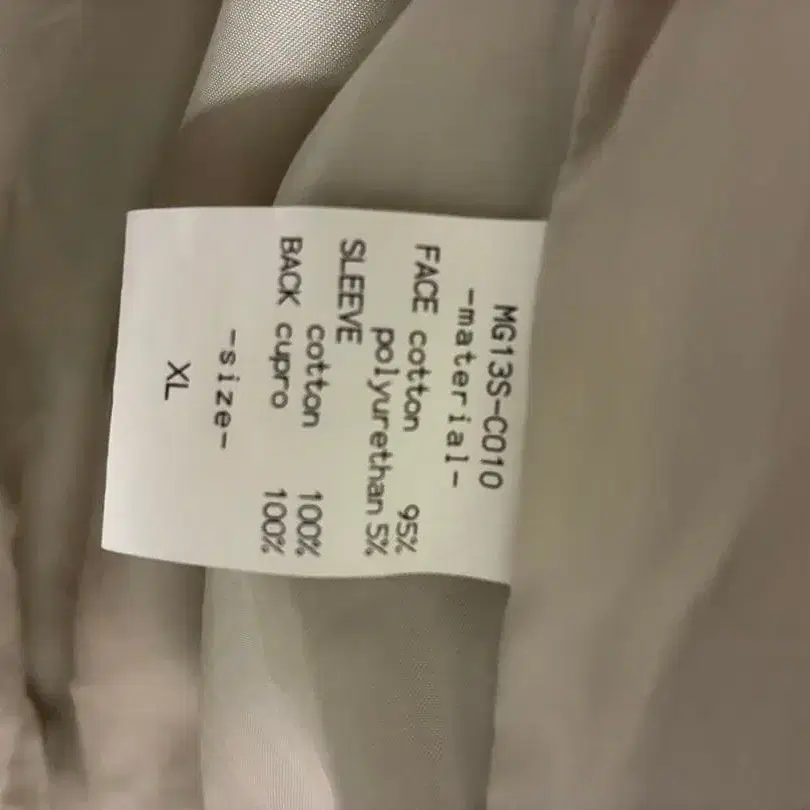 MG13S-C010
-material-
FACE cotton 95%
polyurethan 5%
SLEEVE
cotton 100%
BACK cupro 100%
-size-
XL